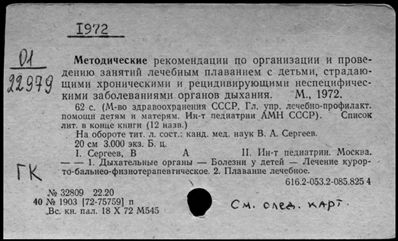 1972
D1
22979
Методические рекомендации по организации и прове-
дению занятий лечебным плаванием с детьми, страдаю-
щими хроническими и рецидивирующими неспецифиче-
скими заболеваниями органов дыхания. М., 1972.
62 с. (М-во здравоохранения СССР. Гл. упр. лечебно-профилакт.
помощи детям и матерям. Ин-т педиатрии АМН СССР). Список
лит. в конце книги (12 назв.)
На обороте тит. л. сост.: канд. мед. наук В. А. Сергеев.
20 см 3.000 экз. Б. ц.
I. Сергеев, В А II. Ин-т педиатрии. Москва.
— — 1. Дыхательные органы — Болезни у детей — Лечение курор-
то-бальнео-физиотерапевтическое. 2. Плавание лечебное.
616.2-053.2-085.825 4
ГК
№ 32809 22.20
40 № 1903 [72-75759] п
Вс. кн. пал. 18 X 72 М545
См. след. карт.